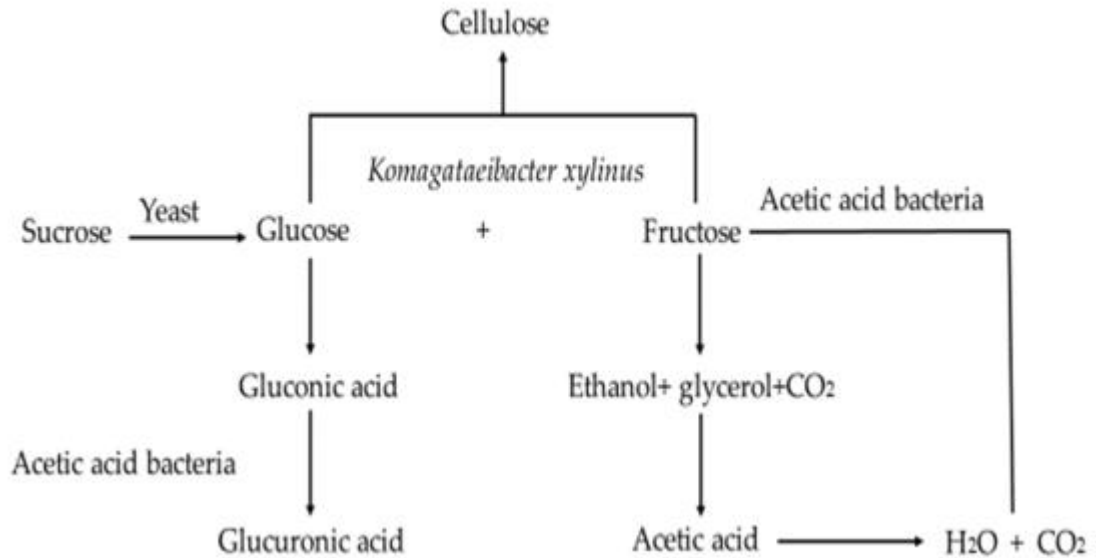 Cellulose
Komagataeibacter xylinus
Yeast
Acetic acid bacteria
Sucrose
Glucose
+
Fructose
Gluconic acid
Ethanol+ glycerol+CO2
Acetic acid bacteria
Glucuronic acid
Acetic acid
H2O + CO2